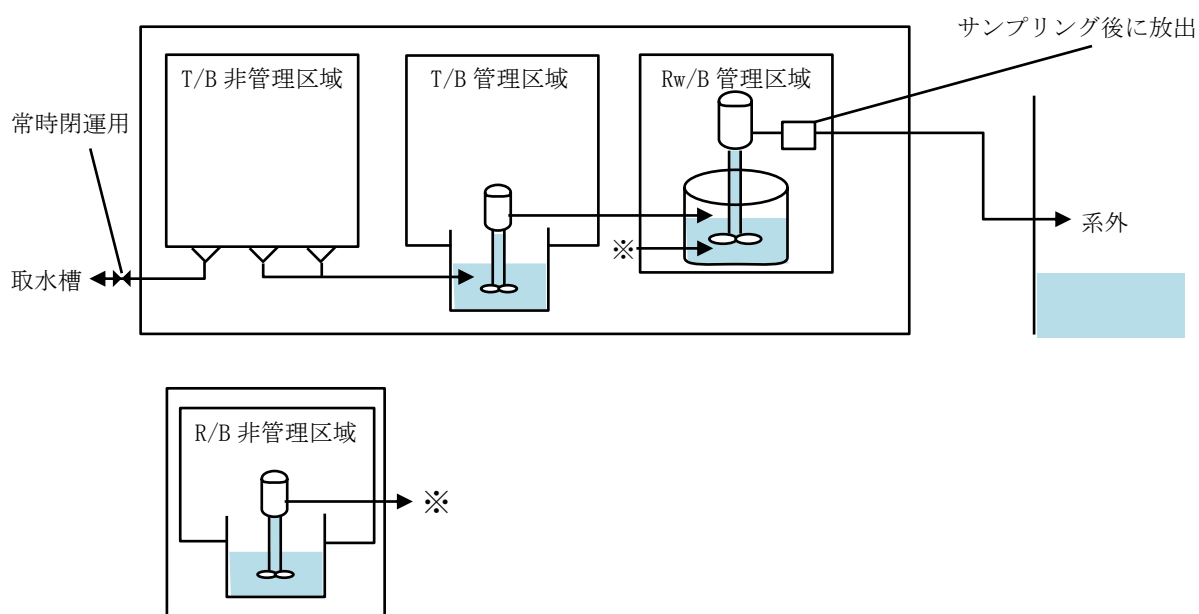 サンプリング後に放出
T/B 非管理区域
T/B 管理区域
Rw/B 管理区域
常時閉運用
※
系外
取水槽
R/B 非管理区域
※